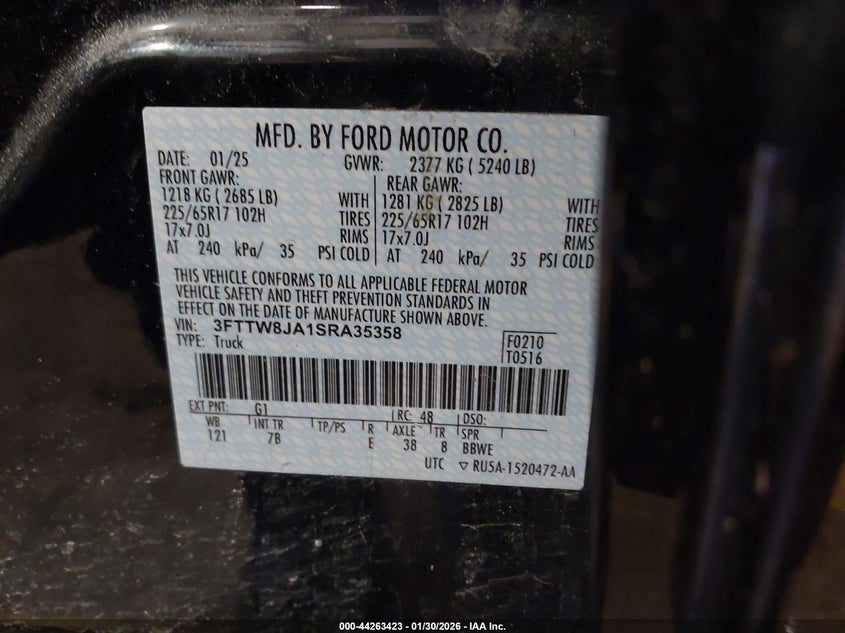 MFD. BY FORD MOTOR CO.
DATE: 01/25 GVWR: 2377 KG ( 5240 LB)
FRONT GAWR: REAR GAWR:
1218 KG ( 2685 LB) WITH 1281 KG ( 2825 LB) WITH
225/65R17 102H TIRES 225/65R17 102H TIRES
17x7.0J RIMS 17x7.0J RIMS
AT 240 kPa/ 35 PSI COLD AT 240 kPa/ 35 PSI COLD
THIS VEHICLE CONFORMS TO ALL APPLICABLE FEDERAL MOTOR
VEHICLE SAFETY AND THEFT PREVENTION STANDARDS IN
EFFECT ON THE DATE OF MANUFACTURE SHOWN ABOVE.
VIN: 3FTTW8JA1SRA35358
TYPE: Truck
F0210
T0516
EXT PNT: G1 RC: 48 DSO:
WB INT TR TP/PS R AXLE TR SPR
121 7B E 38 8 BBWE
UTC ▽ RU5A-1520472-AA
000-44263423 | 01/30/2026 - IAA Inc.